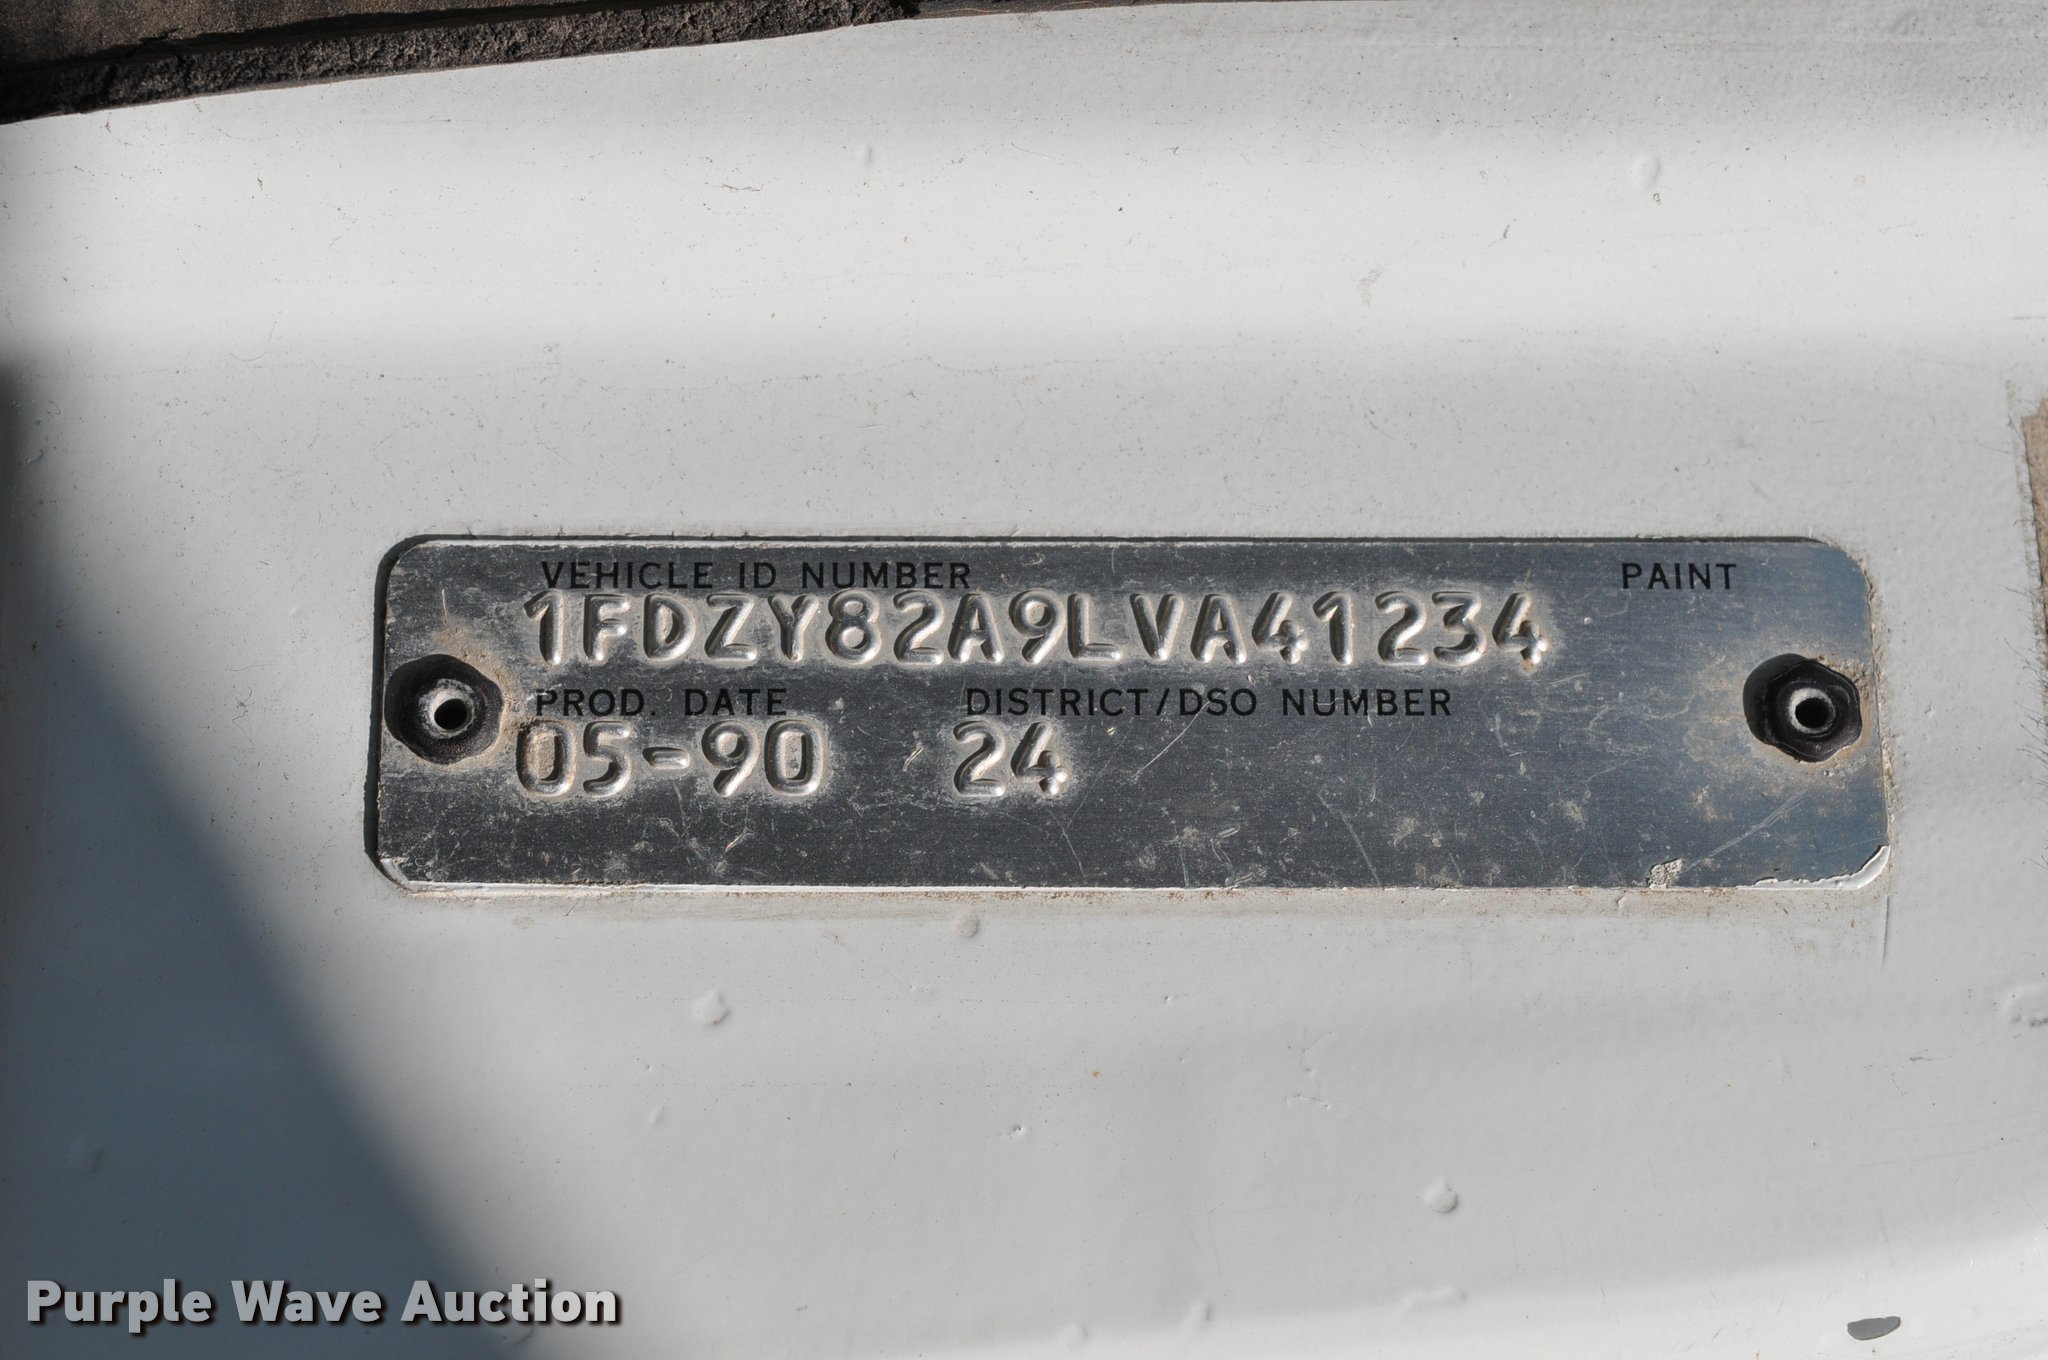 VEHICLE ID NUMBER PAINT
1FDZY82A9LVA41234
PROD. DATE DISTRICT/DSO NUMBER
05-90 24
Purple Wave Auction